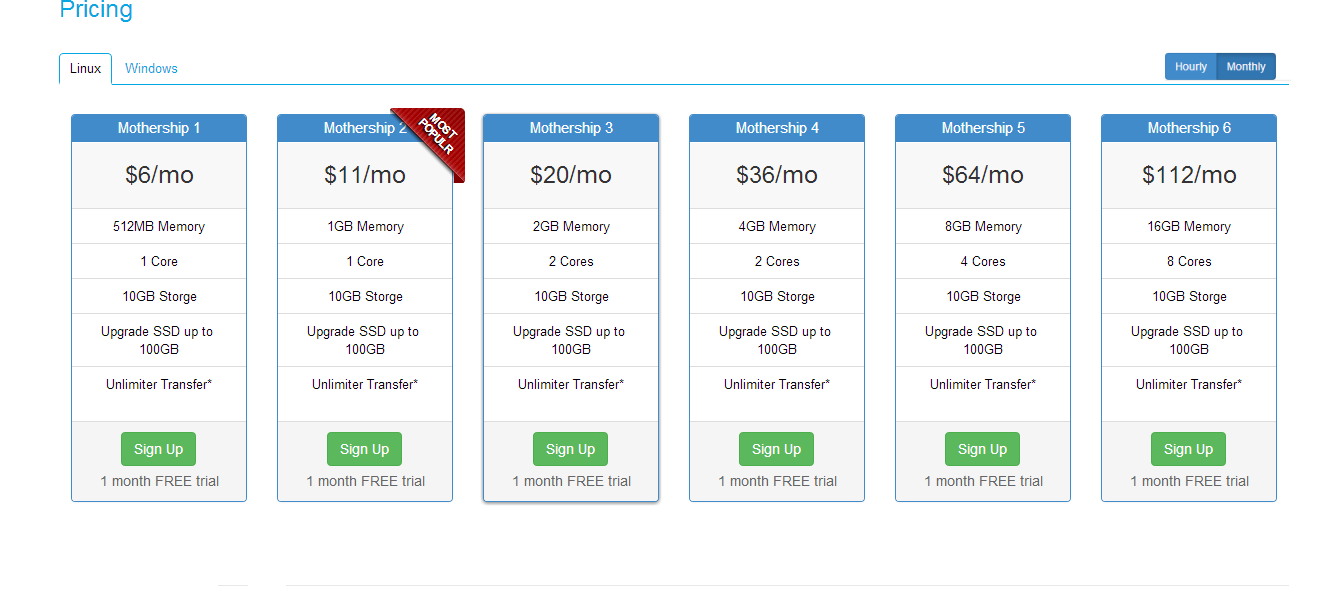 Pricing
Linux
Windows
Hourly
Monthly
Mothership 1
$6/mo
512MB Memory
1 Core
10GB Storge
Upgrade SSD up to
100GB
Unlimiter Transfer*
Sign Up
1 month FREE trial
Mothership 2
MOST
POPULR
$11/mo
1GB Memory
1 Core
10GB Storge
Upgrade SSD up to
100GB
Unlimiter Transfer*
Sign Up
1 month FREE trial
Mothership 3
$20/mo
2GB Memory
2 Cores
10GB Storge
Upgrade SSD up to
100GB
Unlimiter Transfer*
Sign Up
1 month FREE trial
Mothership 4
$36/mo
4GB Memory
2 Cores
10GB Storge
Upgrade SSD up to
100GB
Unlimiter Transfer*
Sign Up
1 month FREE trial
Mothership 5
$64/mo
8GB Memory
4 Cores
10GB Storge
Upgrade SSD up to
100GB
Unlimiter Transfer*
Sign Up
1 month FREE trial
Mothership 6
$112/mo
16GB Memory
8 Cores
10GB Storge
Upgrade SSD up to
100GB
Unlimiter Transfer*
Sign Up
1 month FREE trial